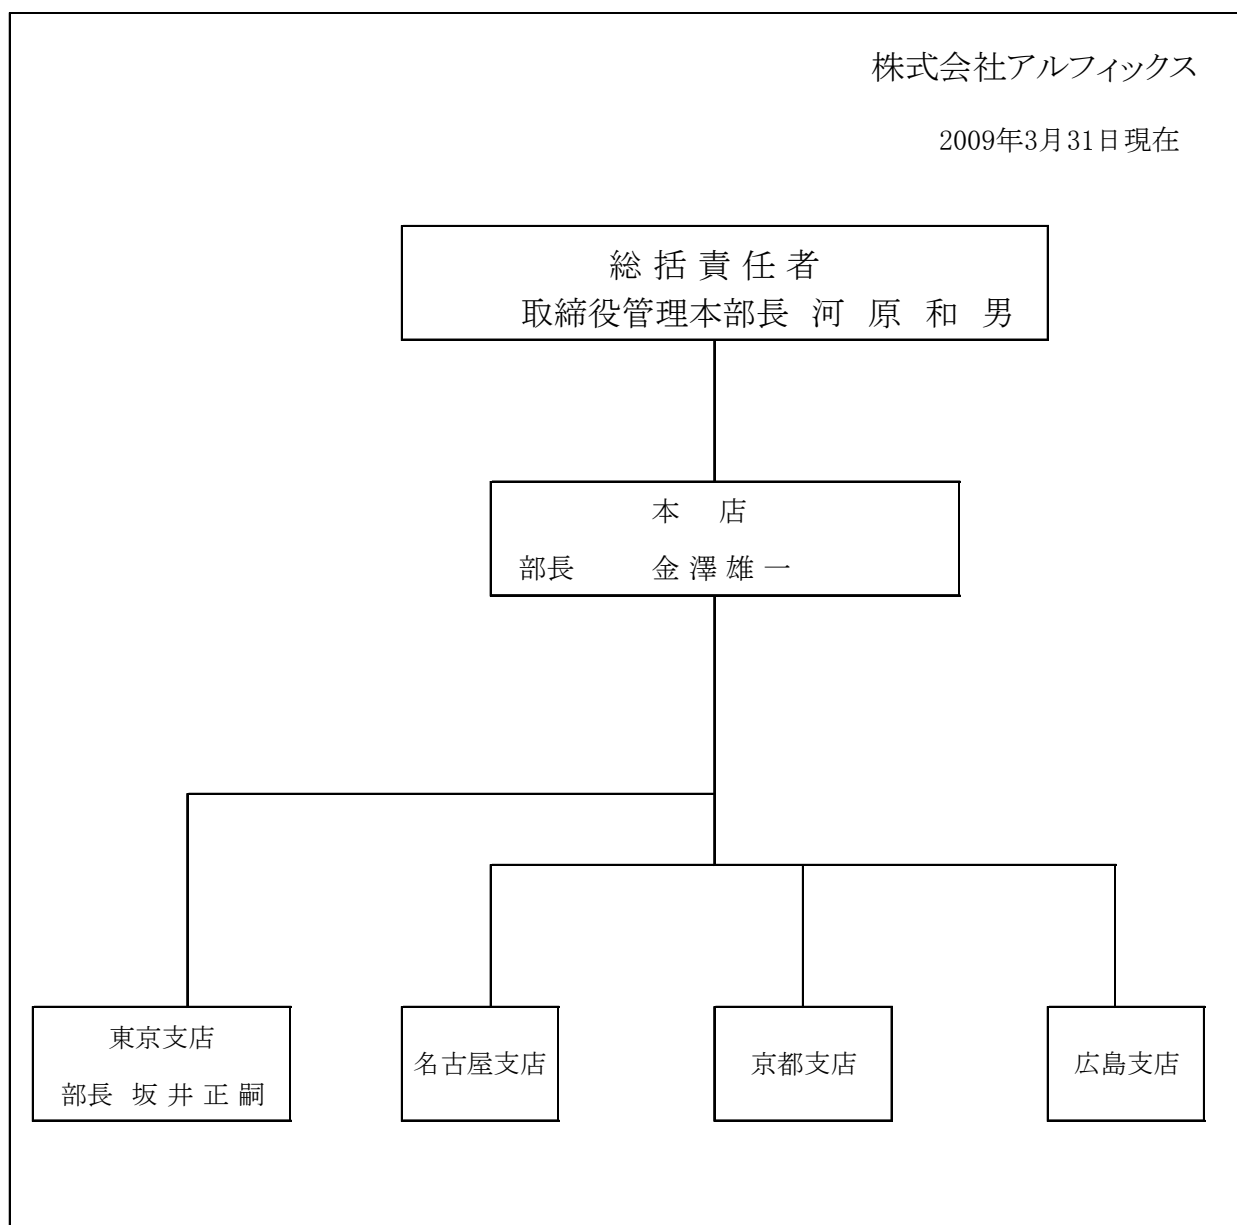 株式会社アルフィックス
2009年3月31日現在
総括責任者
取締役管理本部長 河原和男
本 店
部長 金澤雄一
東京支店
部長 坂井正嗣
名古屋支店
京都支店
広島支店